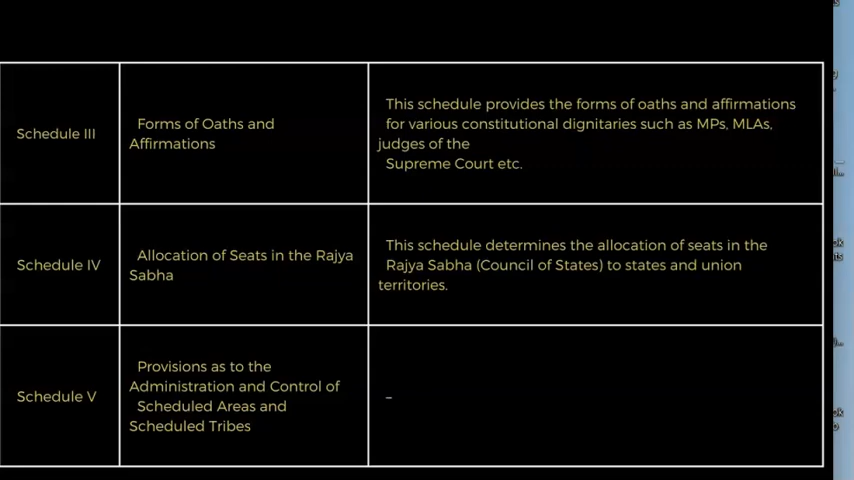 Schedule III
Forms of Oaths and
Affirmations
This schedule provides the forms of oaths and affirmations
for various constitutional dignitaries such as MPs, MLAs,
judges of the
Supreme Court etc.
Schedule IV
Allocation of Seats in the Rajya
Sabha
This schedule determines the allocation of seats in the
Rajya Sabha (Council of States) to states and union
territories.
Schedule V
Provisions as to the
Administration and Control of
Scheduled Areas and
Scheduled Tribes
–